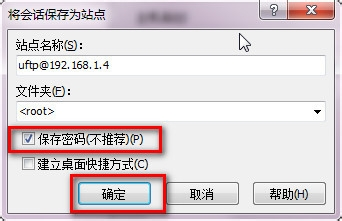 将会话保存为站点
站点名称(S):
uftp@192.168.1.4
文件夹(F):
<root>
保存密码(不推荐)(P)
建立桌面快捷方式(C)
确定
取消
帮助(H)